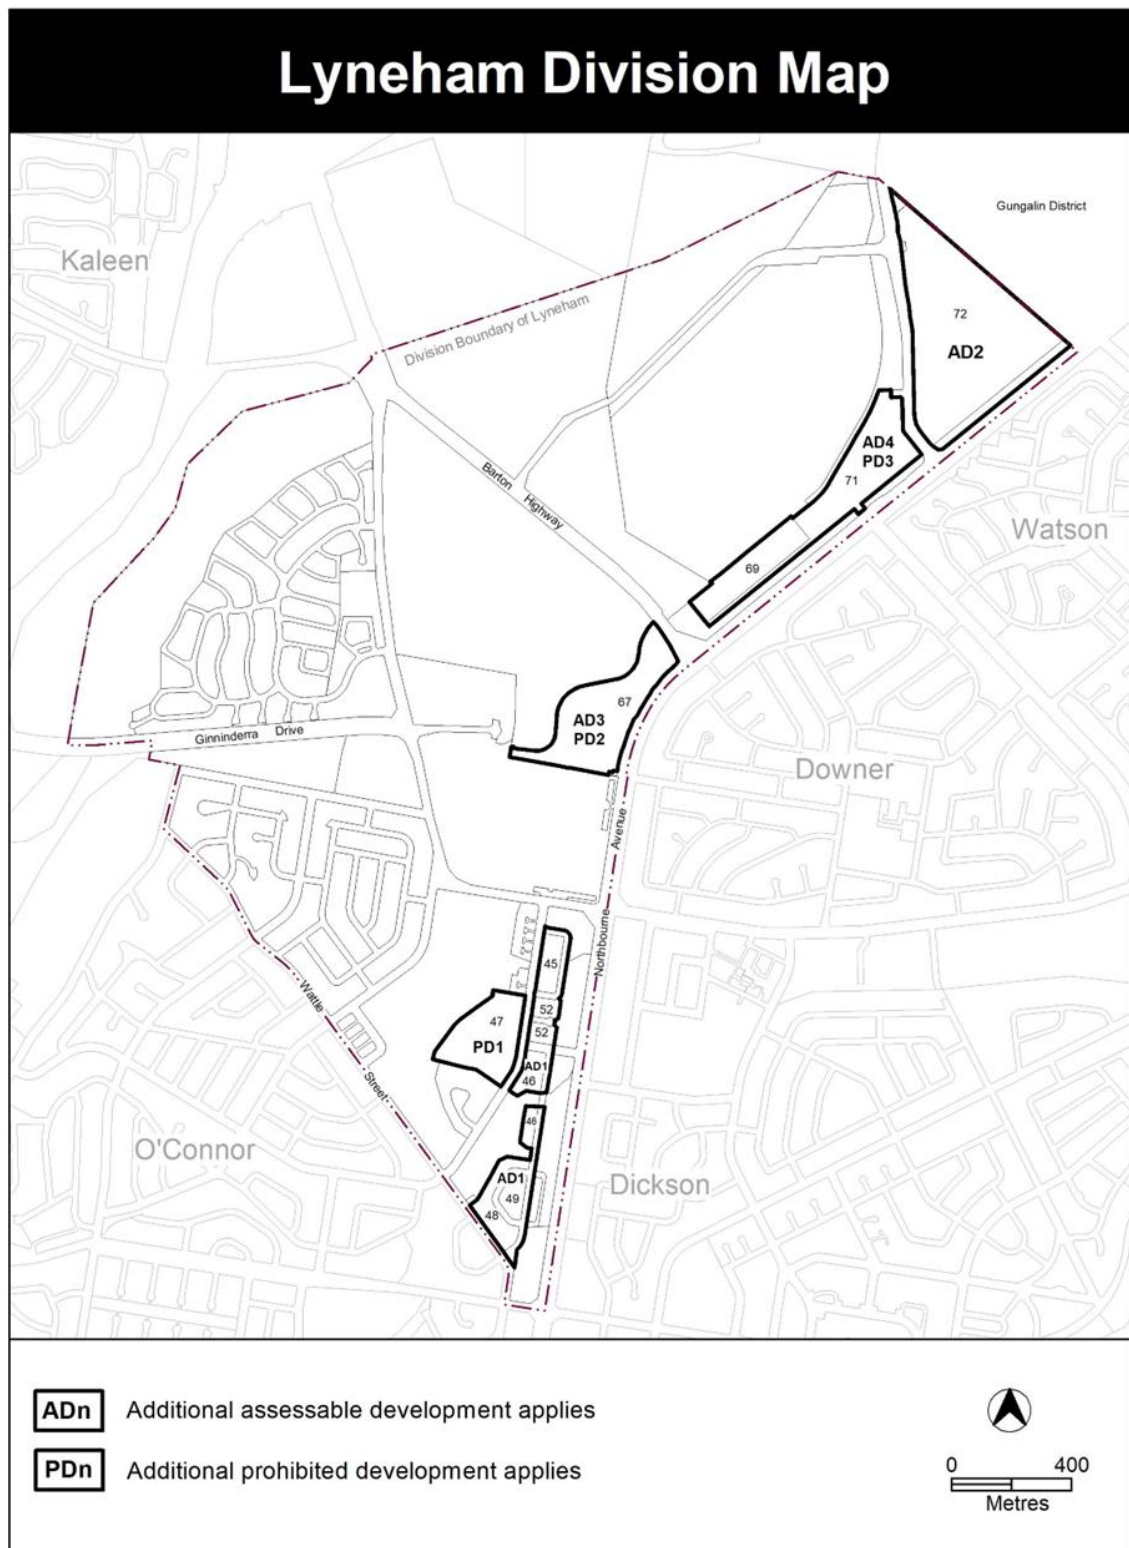 Lyneham Division Map
Gungalin District
Kaleen
Division Boundary of Lyneham
72
AD2
AD4
PD3
71
Barton Highway
Watson
69
67
AD3
PD2
Ginninderra Drive
Downer
Northbourne Avenue
45
52
47
52
PD1
AD1
46
Wattle Street
46
O'Connor
AD1
Dickson
49
48
ADn Additional assessable development applies
PDn Additional prohibited development applies
0 400
Metres